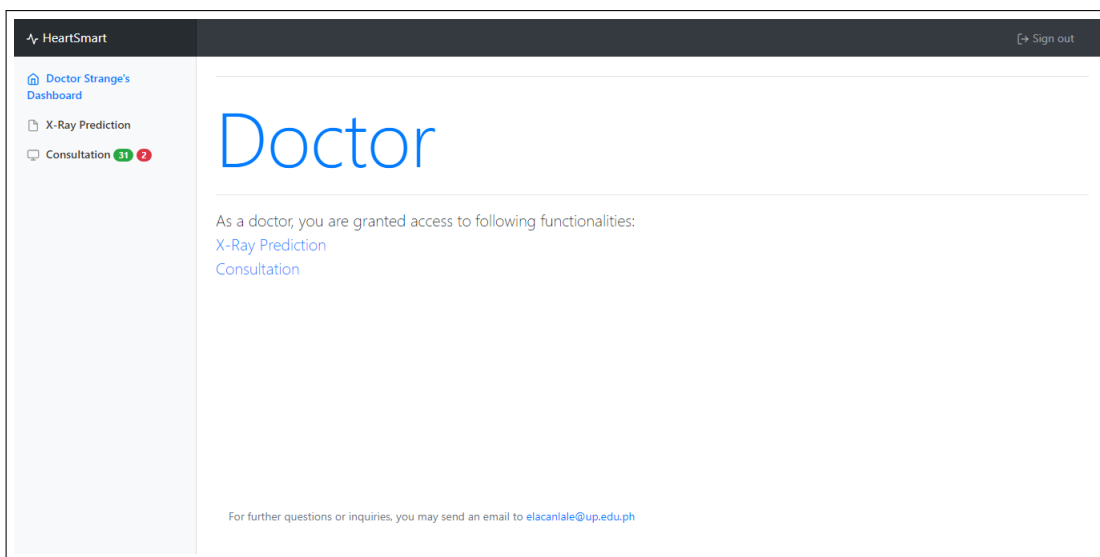 HeartSmart
Sign out
Doctor Strange's
Dashboard
X-Ray Prediction
Consultation 31 2
Doctor
As a doctor, you are granted access to following functionalities:
X-Ray Prediction
Consultation
For further questions or inquiries, you may send an email to elacanlale@up.edu.ph